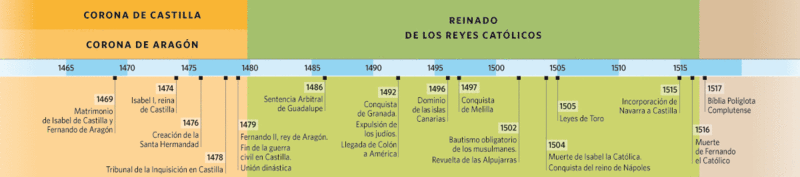 CORONA DE CASTILLA
CORONA DE ARAGÓN
REINADO
DE LOS REYES CATÓLICOS
1465
1470
1475
1480
1485
1490
1495
1500
1505
1510
1515
1469
Matrimonio
de Isabel de Castilla y
Fernando de Aragón
1474
Isabel I, reina
de Castilla
1476
Creación de la
Santa Hermandad
1478
Tribunal de la Inquisición en Castilla
1479
Fernando II, rey de Aragón.
Fin de la guerra
civil en Castilla.
Unión dinástica
1486
Sentencia Arbitral
de Guadalupe
1492
Conquista
de Granada.
Expulsión de
los judíos.
Llegada de Colón
a América
1496
Dominio
de las islas
Canarias
1497
Conquista
de Melilla
1502
Bautismo obligatorio
de los musulmanes.
Revuelta de las Alpujarras
1504
Muerte de Isabel la Católica.
Conquista del reino de Nápoles
1505
Leyes de Toro
1515
Incorporación de
Navarra a Castilla
1516
Muerte
de Fernando
el Católico
1517
Biblia Políglota
Complutense